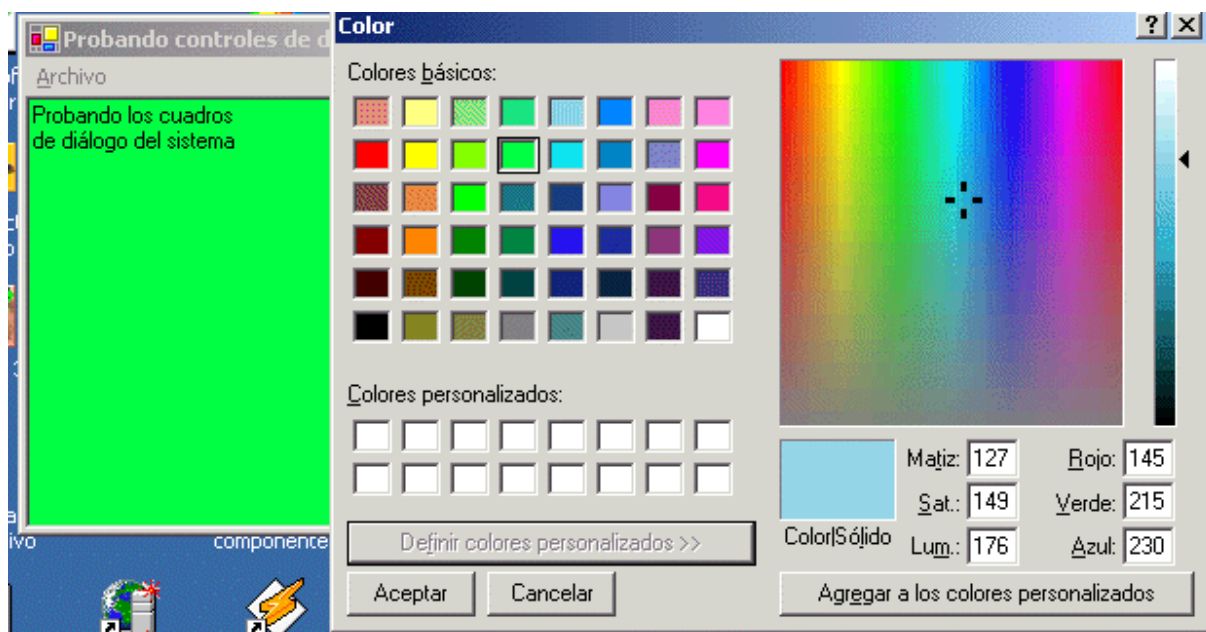 Probando controles de d
Archivo
Probando los cuadros
de diálogo del sistema
componente
Color
?
Colores básicos:
Colores personalizados:
Definir colores personalizados >>
Aceptar
Cancelar
Color|Sólido
Matiz: 127
Sat.: 149
Lum.: 176
Rojo: 145
Verde: 215
Azul: 230
Agregar a los colores personalizados